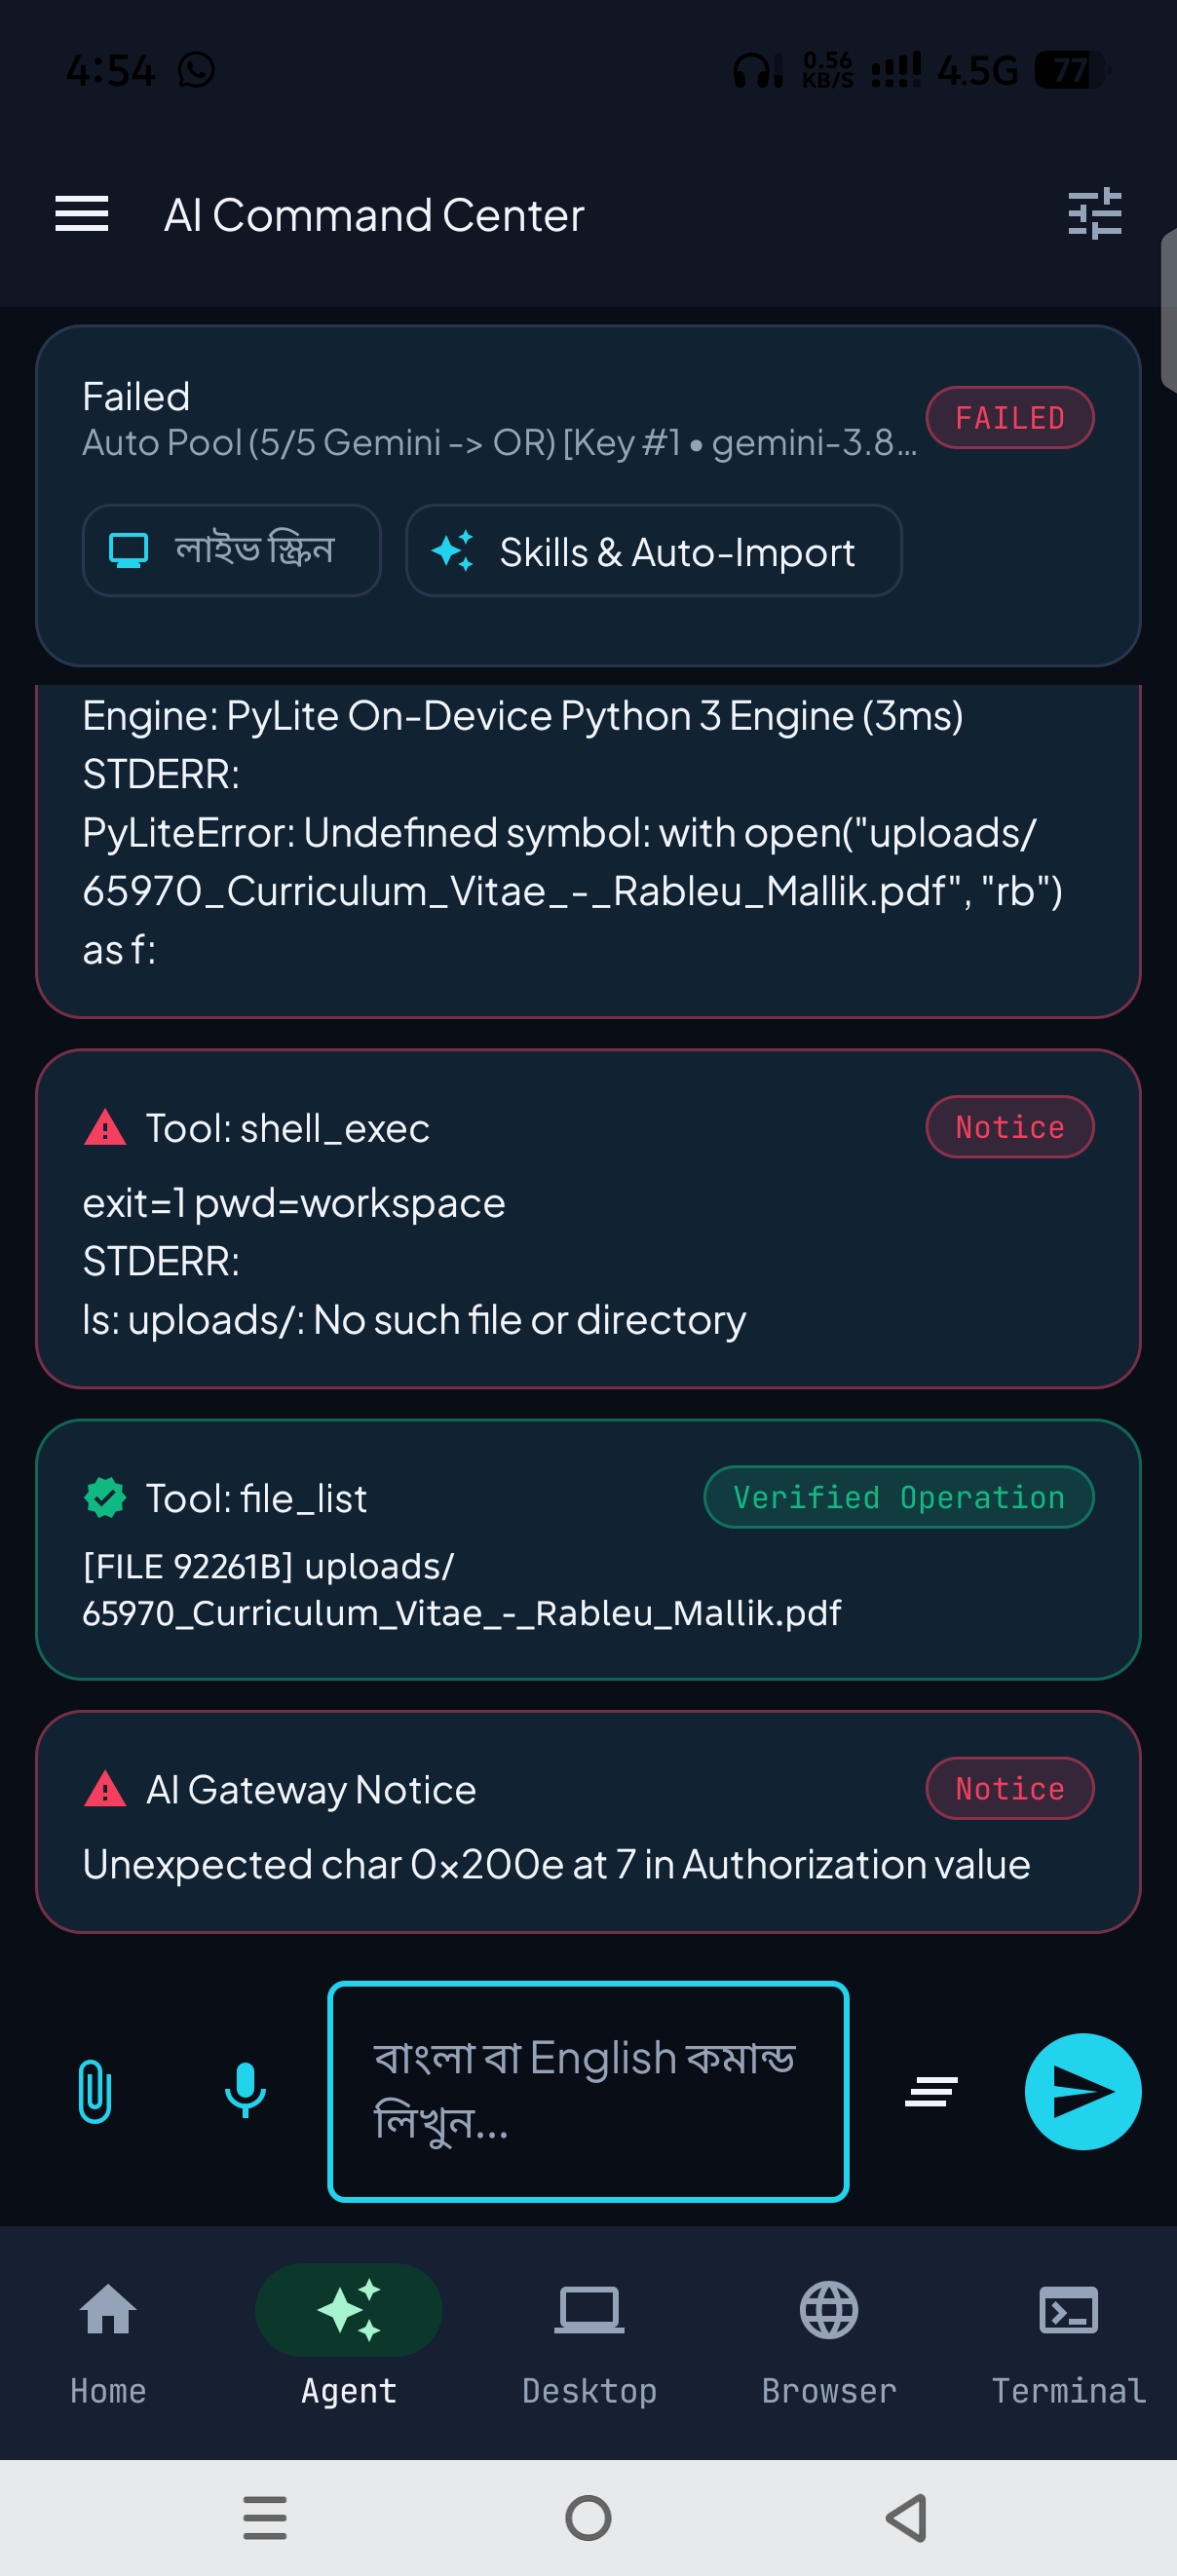 4:54
0.56
KB/S
4.5G
77
AI Command Center
Failed
FAILED
Auto Pool (5/5 Gemini -> OR) [Key #1 • gemini-3.8...
লাইভ স্ক্রিন
Skills & Auto-Import
Engine: PyLite On-Device Python 3 Engine (3ms)
STDERR:
PyLiteError: Undefined symbol: with open("uploads/
65970_Curriculum_Vitae_-_Rableu_Mallik.pdf", "rb")
as f:
Tool: shell_exec
Notice
exit=1 pwd=workspace
STDERR:
ls: uploads/: No such file or directory
Tool: file_list
Verified Operation
[FILE 92261B] uploads/
65970_Curriculum_Vitae_-_Rableu_Mallik.pdf
AI Gateway Notice
Notice
Unexpected char 0×200e at 7 in Authorization value
বাংলা বা English কমান্ড
লিখুন...
Home
Agent
Desktop
Browser
Terminal